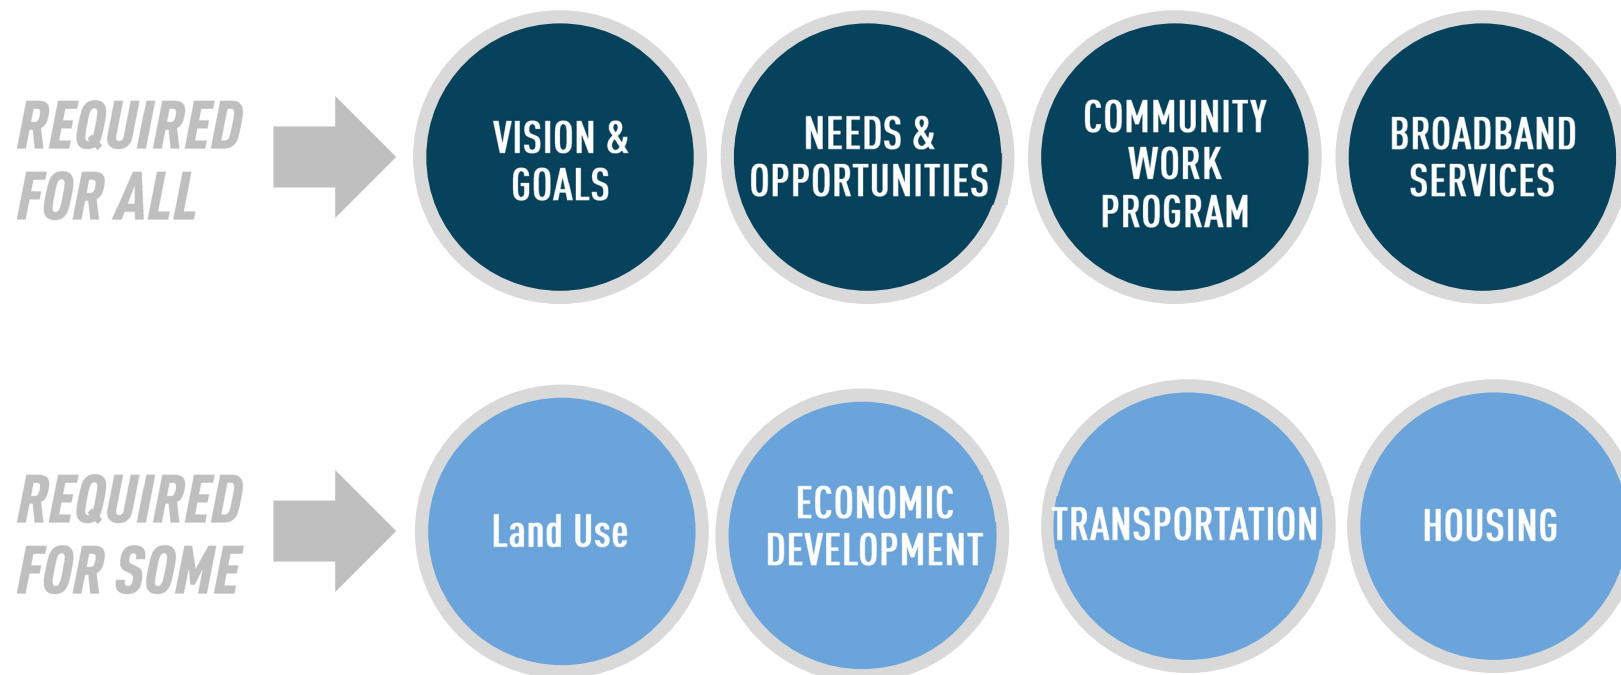 REQUIRED
FOR ALL
VISION &
GOALS
NEEDS &
OPPORTUNITIES
COMMUNITY
WORK
PROGRAM
BROADBAND
SERVICES
REQUIRED
FOR SOME
Land Use
ECONOMIC
DEVELOPMENT
TRANSPORTATION
HOUSING